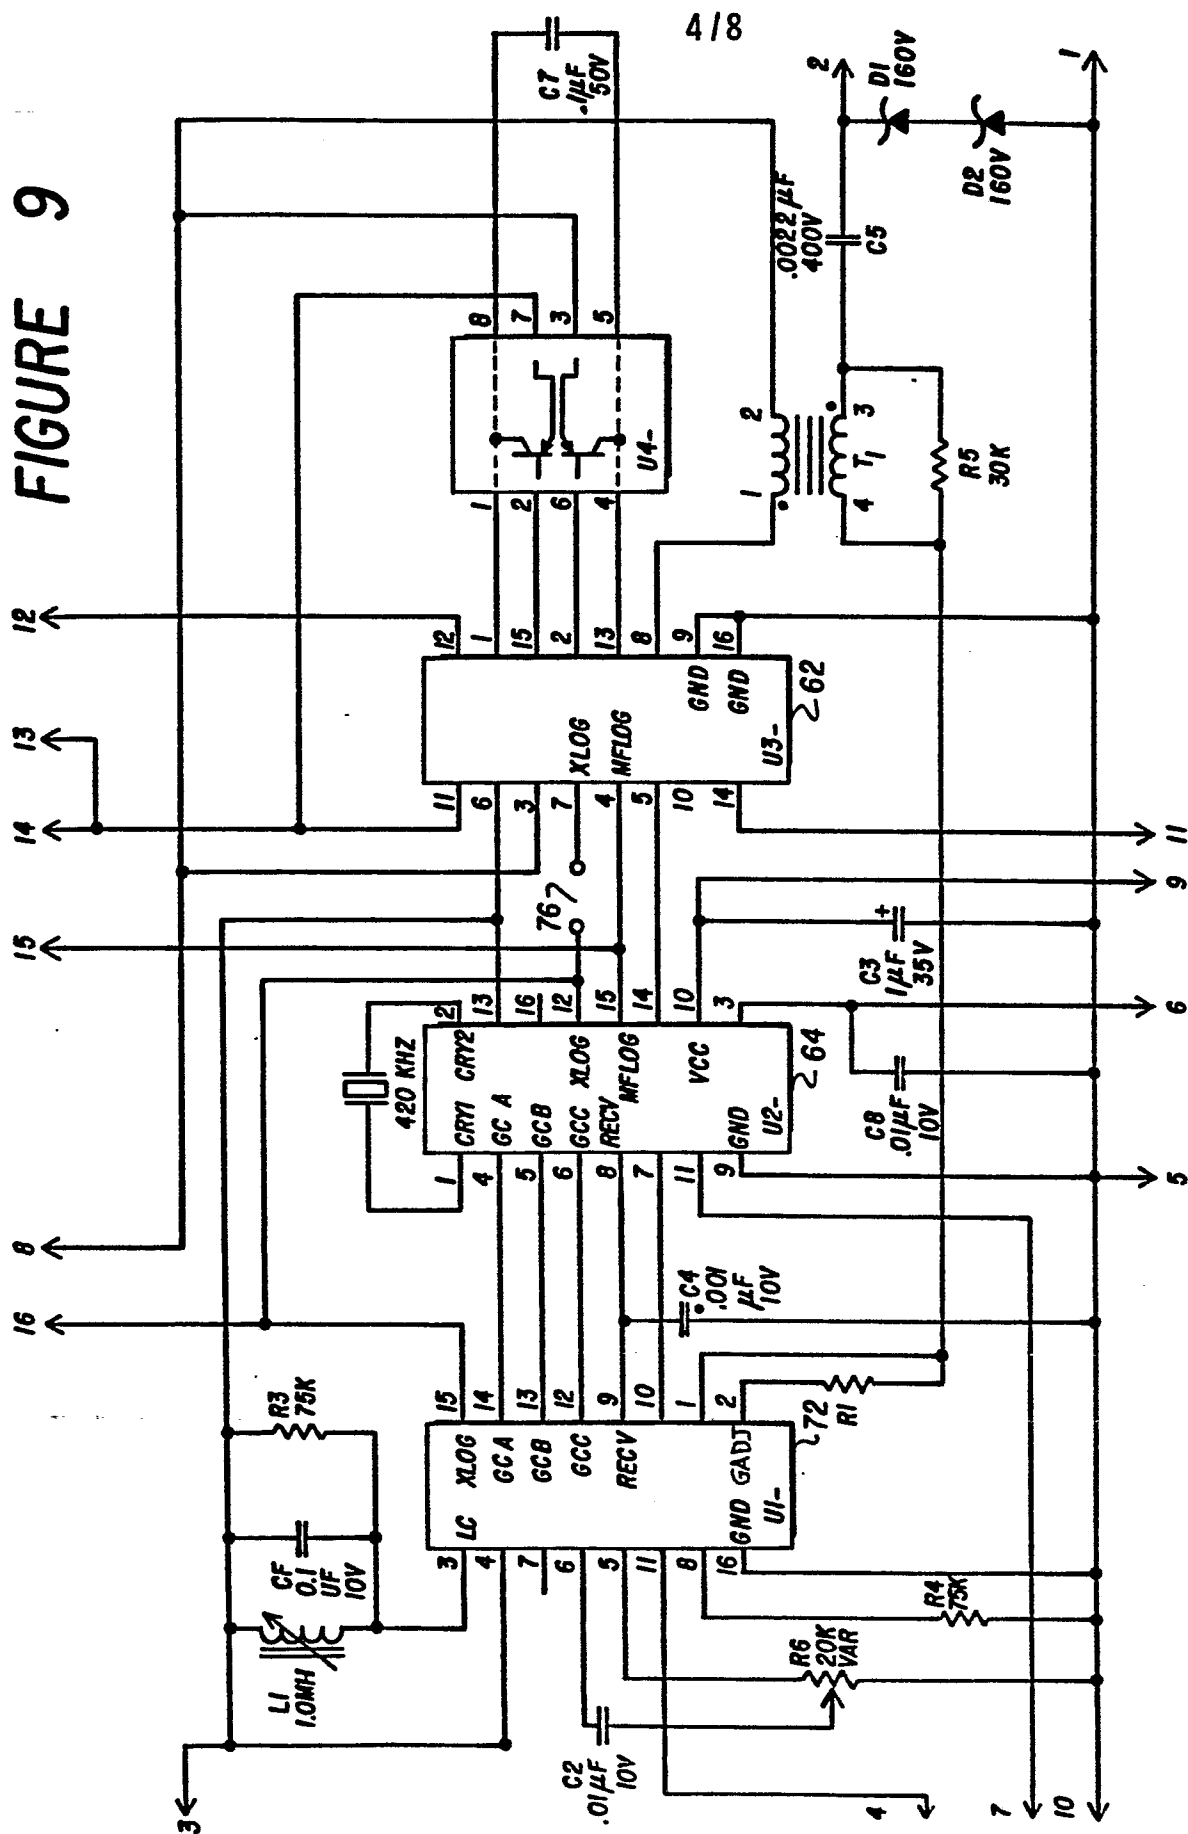 4/8
FIGURE 9
12
13
14
15
8
16
3
C7
.1µF
50V
2
D1
160V
D2
160V
1
.0022µF
400V
C5
8
7
3
5
U4-
1
2
6
4
2
1
3
4
T1
R5
30K
12
1
15
2
13
8
9
16
GND
GND
XLOG
MFLOG
U3-
62
11
6
3
7
4
5
10
14
11
9
76
C3
1µF
35V
+
6
420 KHZ
2
13
16
12
15
14
10
3
CRY1 CRY2
GC A
GCB
GCC XLOG
RECV MFLOG
VCC
GND
U2-
64
C8
.01µF
10V
1
4
5
6
8
7
11
9
5
C4
.001
µF
10V
R3
75K
15
14
13
12
9
10
1
2
LC XLOG
GCA
GCB
GCC
RECV
GND GADJ
U1-
72
R1
CF
0.1
UF
10V
L1
1.0MH
3
4
7
6
5
11
8
16
R4
75K
R6
20K
VAR
C2
.01µF
10V
4
7
10